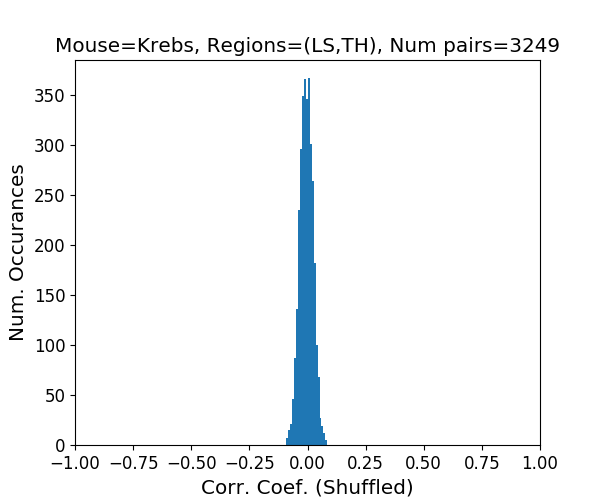 Mouse=Krebs, Regions=(LS,TH), Num pairs=3249
350
300
250
200
150
100
50
0
Num. Occurances
−1.00 −0.75 −0.50 −0.25 0.00 0.25 0.50 0.75 1.00
Corr. Coef. (Shuffled)